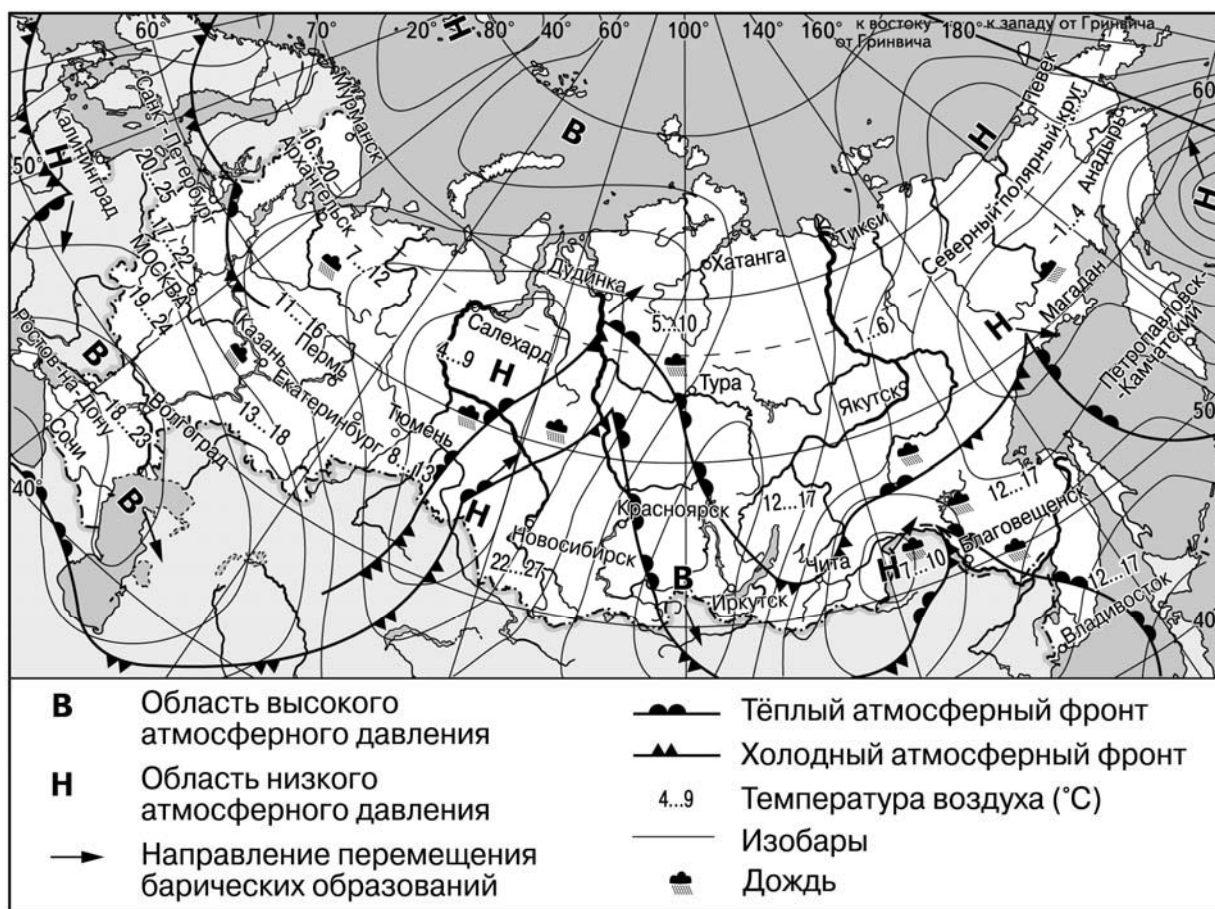 60°
70°
20°
80
40
60°
100°
140°
160°
к востоку
от Гринвича
180°
к западу от Гринвича
60°
50°
40°
50°
40°
Н
Н
В
Н
Н
Н
Н
Н
Н
В
В
В
Н
Калининград
Санкт-Петербург
20...25
Мурманск
16...20
Архангельск
7...12
17...22
МОСКВА
19...24
Казань
11...16
Пермь
Екатеринбург
Ростов-на-Дону
18...23
Сочи
Волгоград
13...18
Тюмень
8...13
Салехард
4...9
Дудинка
Хатанга
5...10
Тура
Тикси
1...6
Якутск
Северный полярный круг
Певек
Анадырь
-1...4
Магадан
Петропавловск-
-Камчатский
Новосибирск
22...27
Красноярск
Иркутск
12...17
Чита
7...10
12...17
Благовещенск
12...17
Владивосток
В
Область высокого
атмосферного давления
Н
Область низкого
атмосферного давления
Направление перемещения
барических образований
Тёплый атмосферный фронт
Холодный атмосферный фронт
4...9
Температура воздуха (°C)
Изобары
Дождь